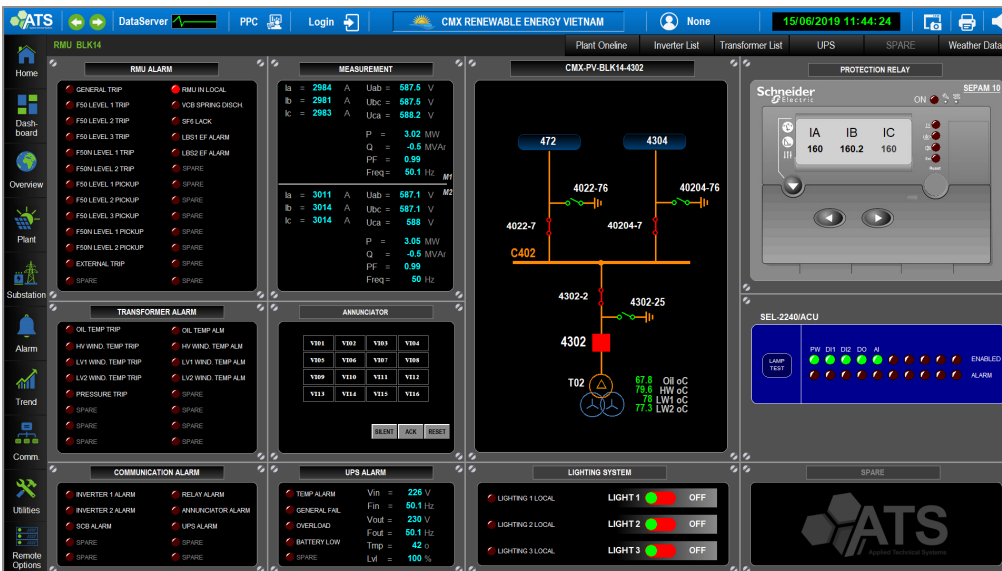 ATS DataServer PPC Login CMX RENEWABLE ENERGY VIETNAM None 15/06/2019 11:44:24
RMU BLK14 Plant Oneline Inverter List Transformer List UPS SPARE Weather Data
Home
Dash-
board
Overview
Plant
Substation
Alarm
Trend
Comm.
Utilities
Remote
Options
RMU ALARM
GENERAL TRIP RMU IN LOCAL
F50 LEVEL 1 TRIP VCB SPRING DISCH.
F50 LEVEL 2 TRIP SF6 LACK
F50 LEVEL 3 TRIP LBS1 EF ALARM
F50N LEVEL 1 TRIP LBS2 EF ALARM
F50N LEVEL 2 TRIP SPARE
F50 LEVEL 1 PICKUP SPARE
F50 LEVEL 2 PICKUP SPARE
F50 LEVEL 3 PICKUP SPARE
F50N LEVEL 1 PICKUP SPARE
F50N LEVEL 2 PICKUP SPARE
EXTERNAL TRIP SPARE
SPARE SPARE
MEASUREMENT
Ia = 2984 A Uab = 587.5 V
Ib = 2981 A Ubc = 587.5 V
Ic = 2983 A Uca = 588.2 V
P = 3.02 MW
Q = -0.5 MVAr
PF = 0.99
Freq = 50.1 Hz M1
M2
Ia = 3011 A Uab = 587.1 V
Ib = 3014 A Ubc = 587.1 V
Ic = 3014 A Uca = 588 V
P = 3.05 MW
Q = -0.5 MVAr
PF = 0.99
Freq = 50 Hz
CMX-PV-BLK14-4302
472 4304
4022-76 40204-76
4022-7 40204-7
C402
4302-2 4302-25
4302
T02
67.8 Oil oC
79.6 HW oC
78 LW1 oC
77.3 LW2 oC
PROTECTION RELAY
Schneider
Electric
SEPAM 10
ON
IA IB IC
160 160.2 160
Reset
TRANSFORMER ALARM
OIL TEMP TRIP OIL TEMP ALM
HV WIND. TEMP TRIP HV WIND. TEMP ALM
LV1 WIND. TEMP TRIP LV1 WIND. TEMP ALM
LV2 WIND. TEMP TRIP LV2 WIND. TEMP ALM
PRESSURE TRIP SPARE
SPARE SPARE
SPARE SPARE
SPARE SPARE
ANNUNCIATOR
VI01 VI02 VI03 VI04
VI05 VI06 VI07 VI08
VI09 VI10 VI11 VI12
VI13 VI14 VI15 VI16
SILENT ACK RESET
SEL-2240/ACU
LAMP
TEST
PW DI1 DI2 DO AI
ENABLED
ALARM
COMMUNICATION ALARM
INVERTER 1 ALARM RELAY ALARM
INVERTER 2 ALARM ANNUNCIATOR ALARM
SCB ALARM UPS ALARM
SPARE SPARE
SPARE SPARE
UPS ALARM
TEMP ALARM Vin = 226 V
GENERAL FAIL Fin = 50.1 Hz
OVERLOAD Vout = 230 V
BATTERY LOW Fout = 50.1 Hz
SPARE Tmp = 42 o
Lvl = 100 %
LIGHTING SYSTEM
LIGHTING 1 LOCAL LIGHT 1 OFF
LIGHTING 2 LOCAL LIGHT 2 OFF
LIGHTING 3 LOCAL LIGHT 3 OFF
SPARE
ATS
Applied Technical Systems